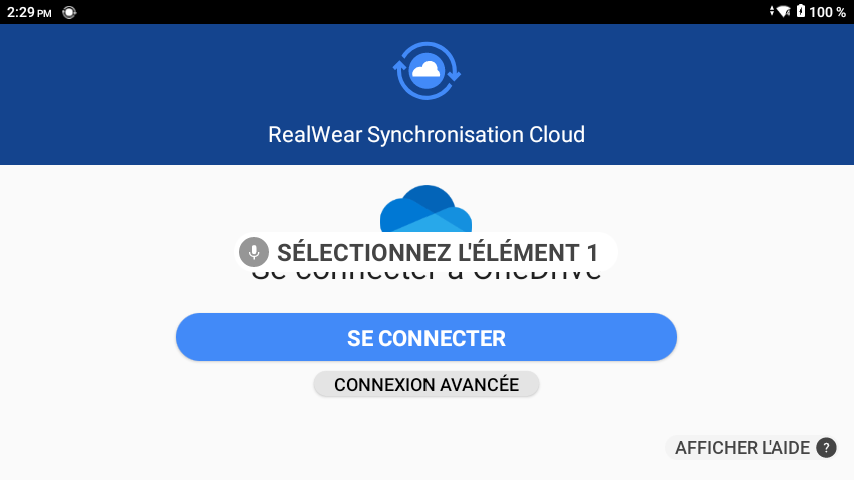 2:29 PM
100 %
RealWear Synchronisation Cloud
SÉLECTIONNEZ L'ÉLÉMENT 1
Se connecter à OneDrive
SE CONNECTER
CONNEXION AVANCÉE
AFFICHER L'AIDE ?